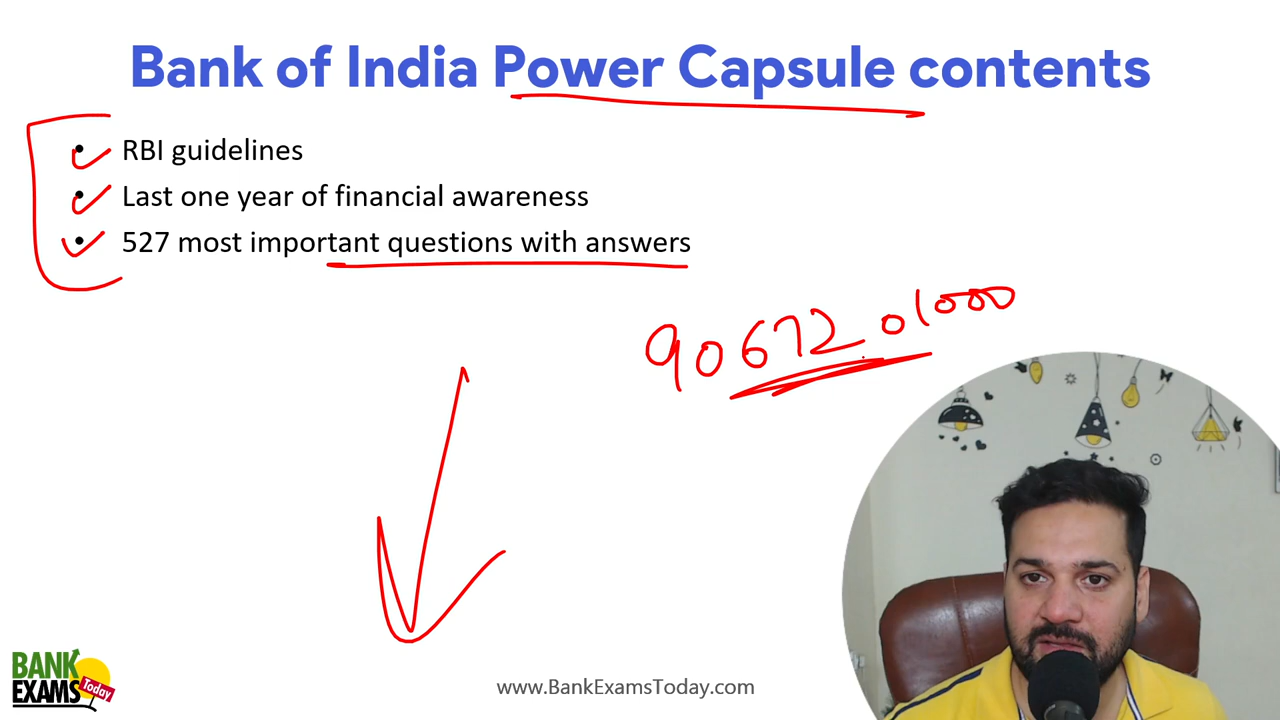 Bank of India Power Capsule contents
• RBI guidelines
• Last one year of financial awareness
• 527 most important questions with answers
90672 01000
BANK
EXAMS
Today
www.BankExamsToday.com